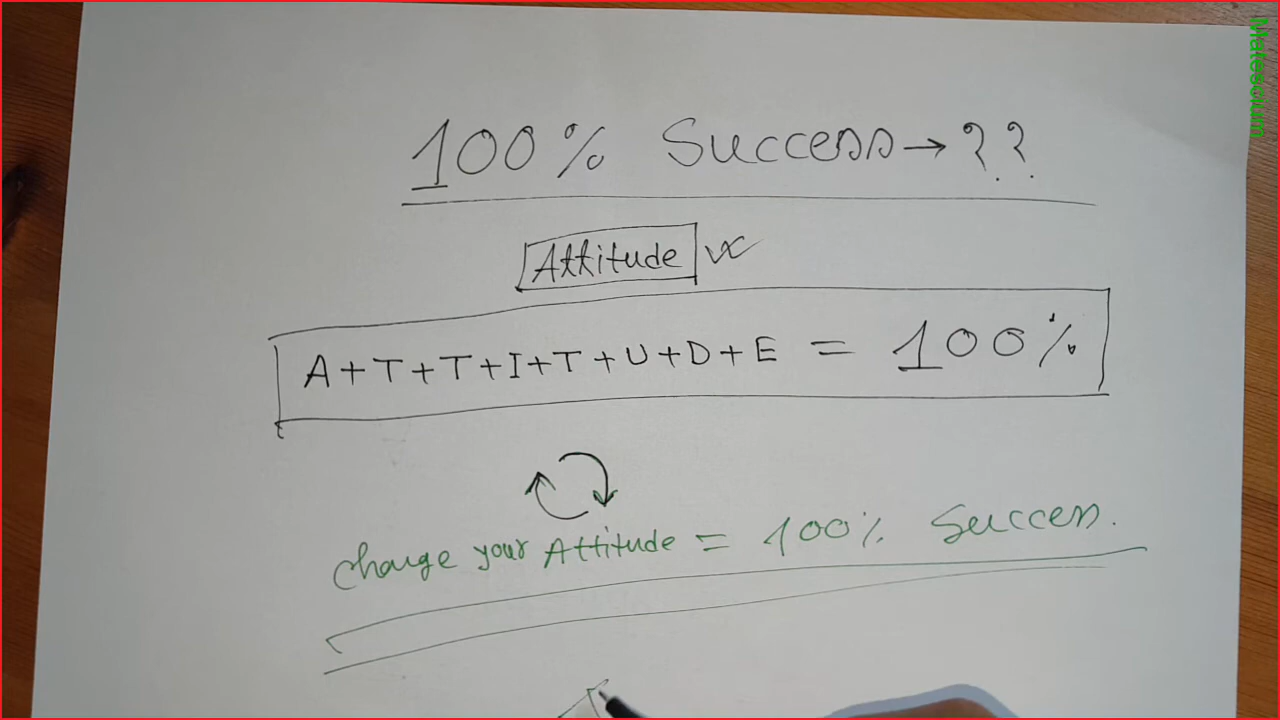 100% Success → ??
Attitude
A+T+T+I+T+U+D+E = 100%
Change your Attitude = 100% Success.